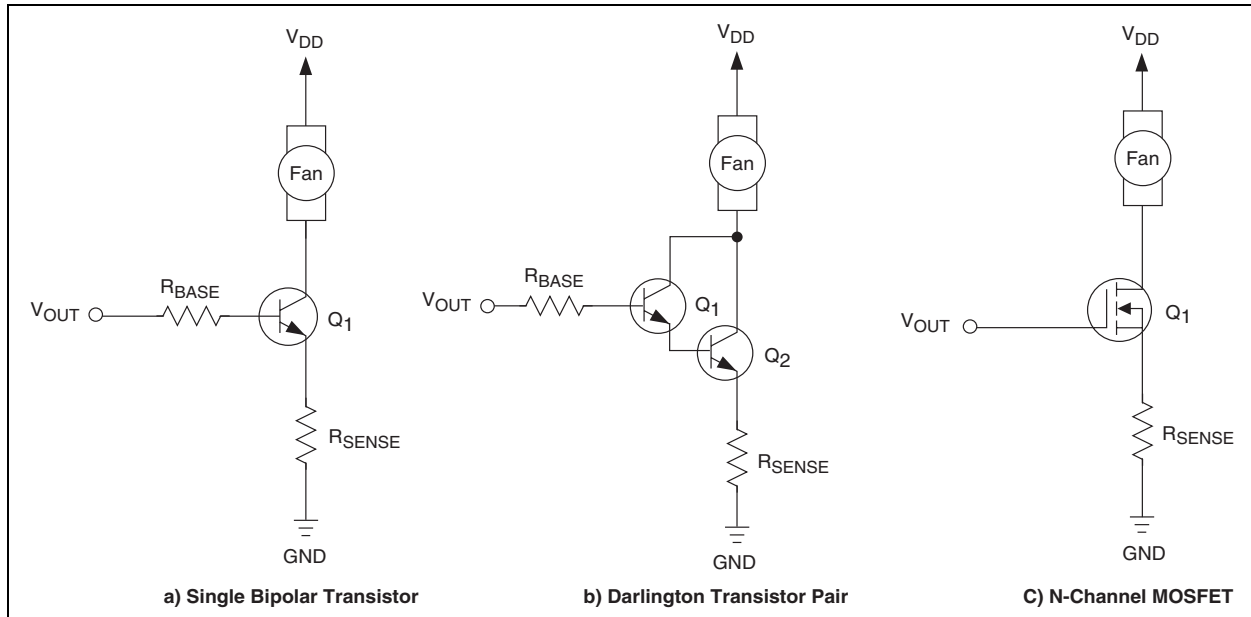 VDD
Fan
RBASE
VOUT
Q1
RSENSE
GND
a) Single Bipolar Transistor
VDD
Fan
RBASE
VOUT
Q1
Q2
RSENSE
GND
b) Darlington Transistor Pair
VDD
Fan
VOUT
Q1
RSENSE
GND
C) N-Channel MOSFET